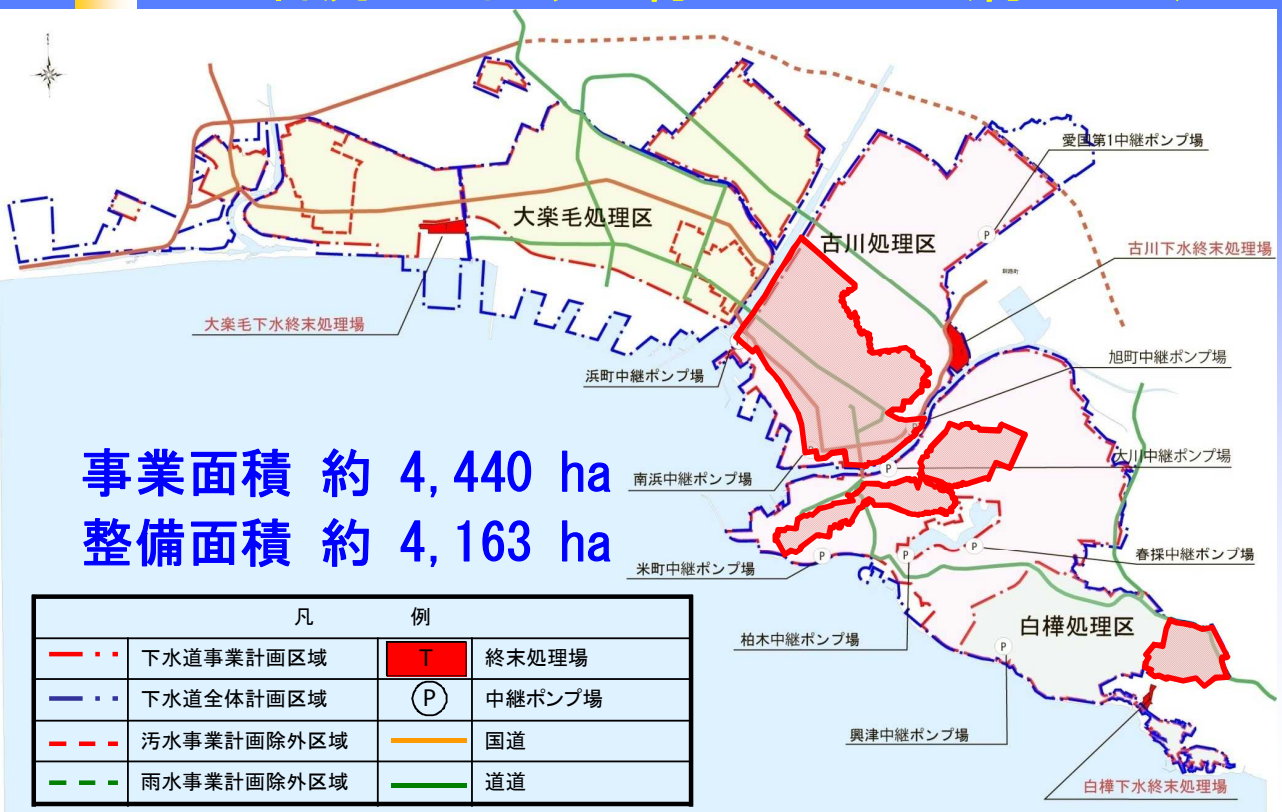 愛国第1中継ポンプ場
大楽毛処理区
古川処理区
P
古川下水終末処理場
大楽毛下水終末処理場
旭町中継ポンプ場
浜町中継ポンプ場
P
事業面積 約 4,440 ha
整備面積 約 4,163 ha
南浜中継ポンプ場
P
大川中継ポンプ場
米町中継ポンプ場
P
P
P
春採中継ポンプ場
柏木中継ポンプ場
白樺処理区
P
興津中継ポンプ場
白樺下水終末処理場
凡 例
下水道事業計画区域
T
終末処理場
下水道全体計画区域
P
中継ポンプ場
汚水事業計画除外区域
国道
雨水事業計画除外区域
道道